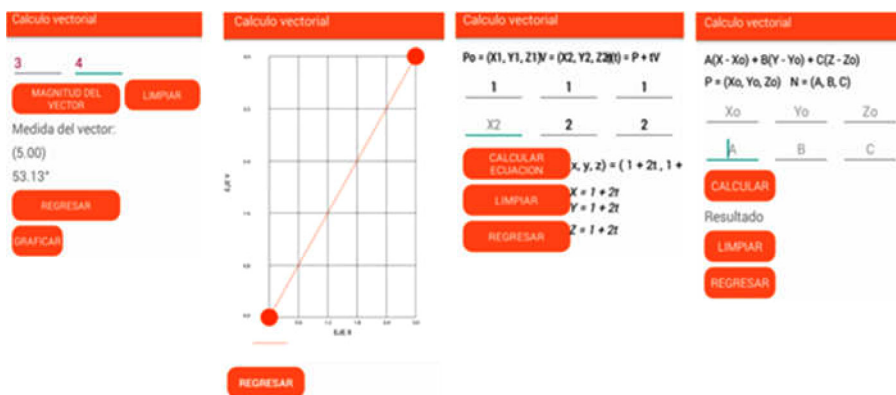 Calculo vectorial
3 4
MAGNITUD DEL VECTOR
LIMPIAR
Medida del vector:
(5.00)
53.13°
REGRESAR
GRAFICAR
Calculo vectorial
EJE X
REGRESAR
Calculo vectorial
Po = (X1, Y1, Z1) V = (X2, Y2, Z2) (t) = P + tV
1 1 1
X2 2 2
CALCULAR ECUACION
x, y, z) = ( 1 + 2t , 1 +
LIMPIAR
X = 1 + 2t
Y = 1 + 2t
REGRESAR
Z = 1 + 2t
Calculo vectorial
A(X - Xo) + B(Y - Yo) + C(Z - Zo)
P = (Xo, Yo, Zo) N = (A, B, C)
Xo Yo Zo
A B C
CALCULAR
Resultado
LIMPIAR
REGRESAR